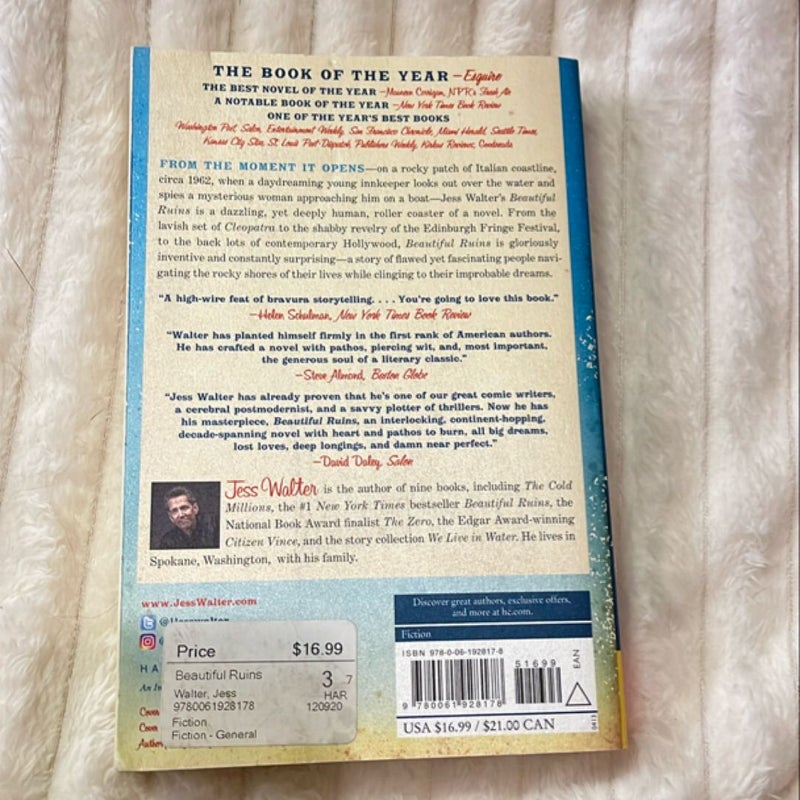 THE BOOK OF THE YEAR —Esquire
THE BEST NOVEL OF THE YEAR —Maureen Corrigan, NPR's Fresh Air
A NOTABLE BOOK OF THE YEAR —New York Times Book Review
ONE OF THE YEAR'S BEST BOOKS
Washington Post, Salon, Entertainment Weekly, San Francisco Chronicle, Miami Herald, Seattle Times,
Kansas City Star, St. Louis Post-Dispatch, Publishers Weekly, Kirkus Reviews, Goodreads
FROM THE MOMENT IT OPENS—on a rocky patch of Italian coastline,
circa 1962, when a daydreaming young innkeeper looks out over the water and
spies a mysterious woman approaching him on a boat—Jess Walter's Beautiful
Ruins is a dazzling, yet deeply human, roller coaster of a novel. From the
lavish set of Cleopatra to the shabby revelry of the Edinburgh Fringe Festival,
to the back lots of contemporary Hollywood, Beautiful Ruins is gloriously
inventive and constantly surprising—a story of flawed yet fascinating people navi-
gating the rocky shores of their lives while clinging to their improbable dreams.
"A high-wire feat of bravura storytelling. . . . You're going to love this book."
—Helen Schulman, New York Times Book Review
"Walter has planted himself firmly in the first rank of American authors.
He has crafted a novel with pathos, piercing wit, and, most important,
the generous soul of a literary classic."
—Steve Almond, Boston Globe
"Jess Walter has already proven that he's one of our great comic writers,
a cerebral postmodernist, and a savvy plotter of thrillers. Now he has
his masterpiece, Beautiful Ruins, an interlocking, continent-hopping,
decade-spanning novel with heart and pathos to burn, all big dreams,
lost loves, deep longings, and damn near perfect."
—David Daley, Salon
Jess Walter is the author of nine books, including The Cold
Millions, the #1 New York Times bestseller Beautiful Ruins, the
National Book Award finalist The Zero, the Edgar Award-winning
Citizen Vince, and the story collection We Live in Water. He lives in
Spokane, Washington, with his family.
www.JessWalter.com
Discover great authors, exclusive offers,
and more at hc.com.
Fiction
ISBN 978-0-06-192817-8
51699
EAN
9 780061 928178
USA $16.99 / $21.00 CAN
0413
Price $16.99
Beautiful Ruins 3 7
Walter, Jess HAR
9780061928178 120920
Fiction
Fiction - General
HA
An
Cover
Cover
Author